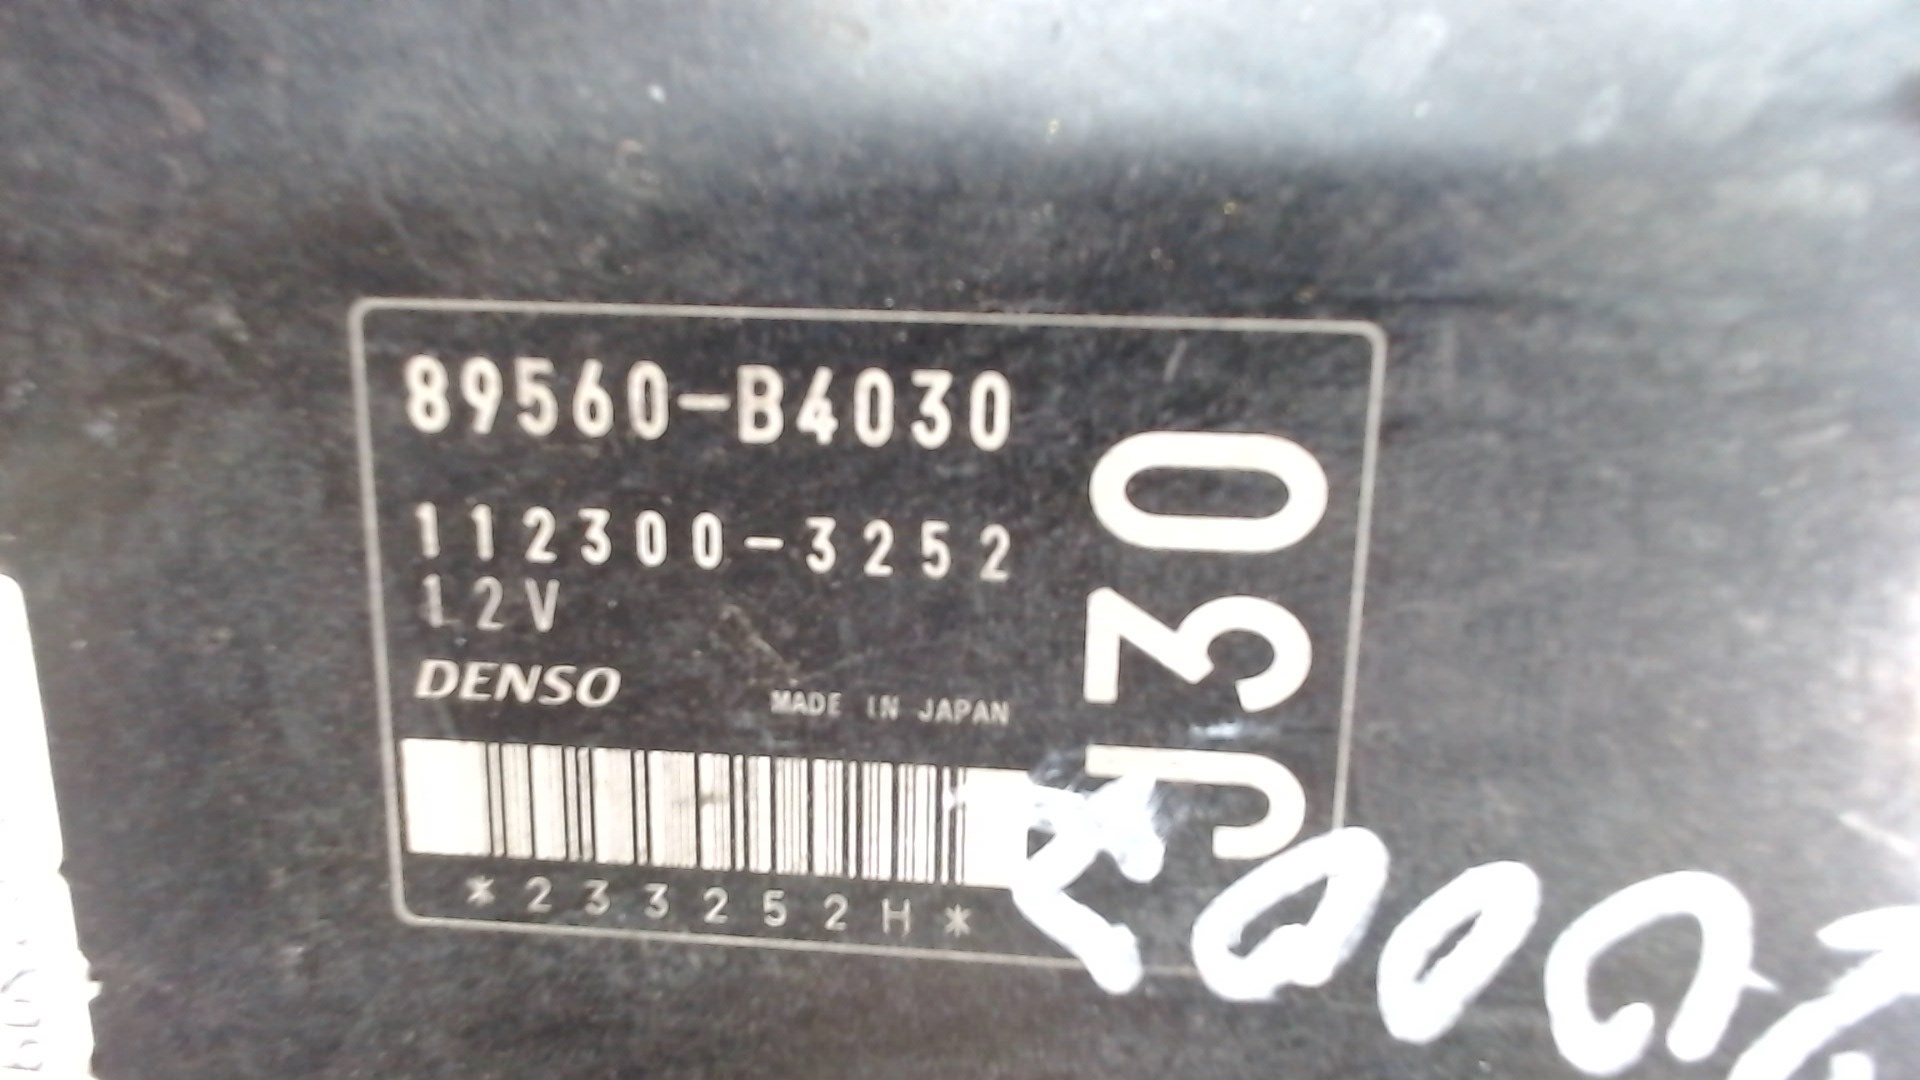 89560-B4030
112300-3252
12V
DENSO
MADE IN JAPAN
*233252H*
J30